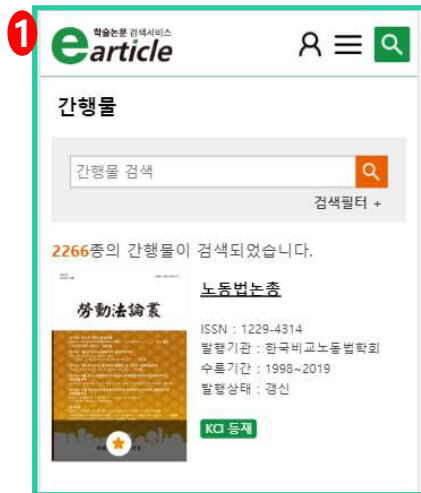 1
학술논문 검색서비스
earticle
간행물
간행물 검색
검색필터 +
2266종의 간행물이 검색되었습니다.
勞動法論叢
노동법논총
ISSN : 1229-4314
발행기관 : 한국비교노동법학회
수록기간 : 1998~2019
발행상태 : 갱신
KCI 등재